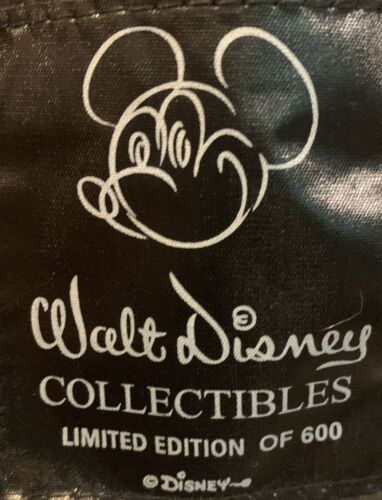 Walt Disney ®
COLLECTIBLES
LIMITED EDITION OF 600
© DISNEY